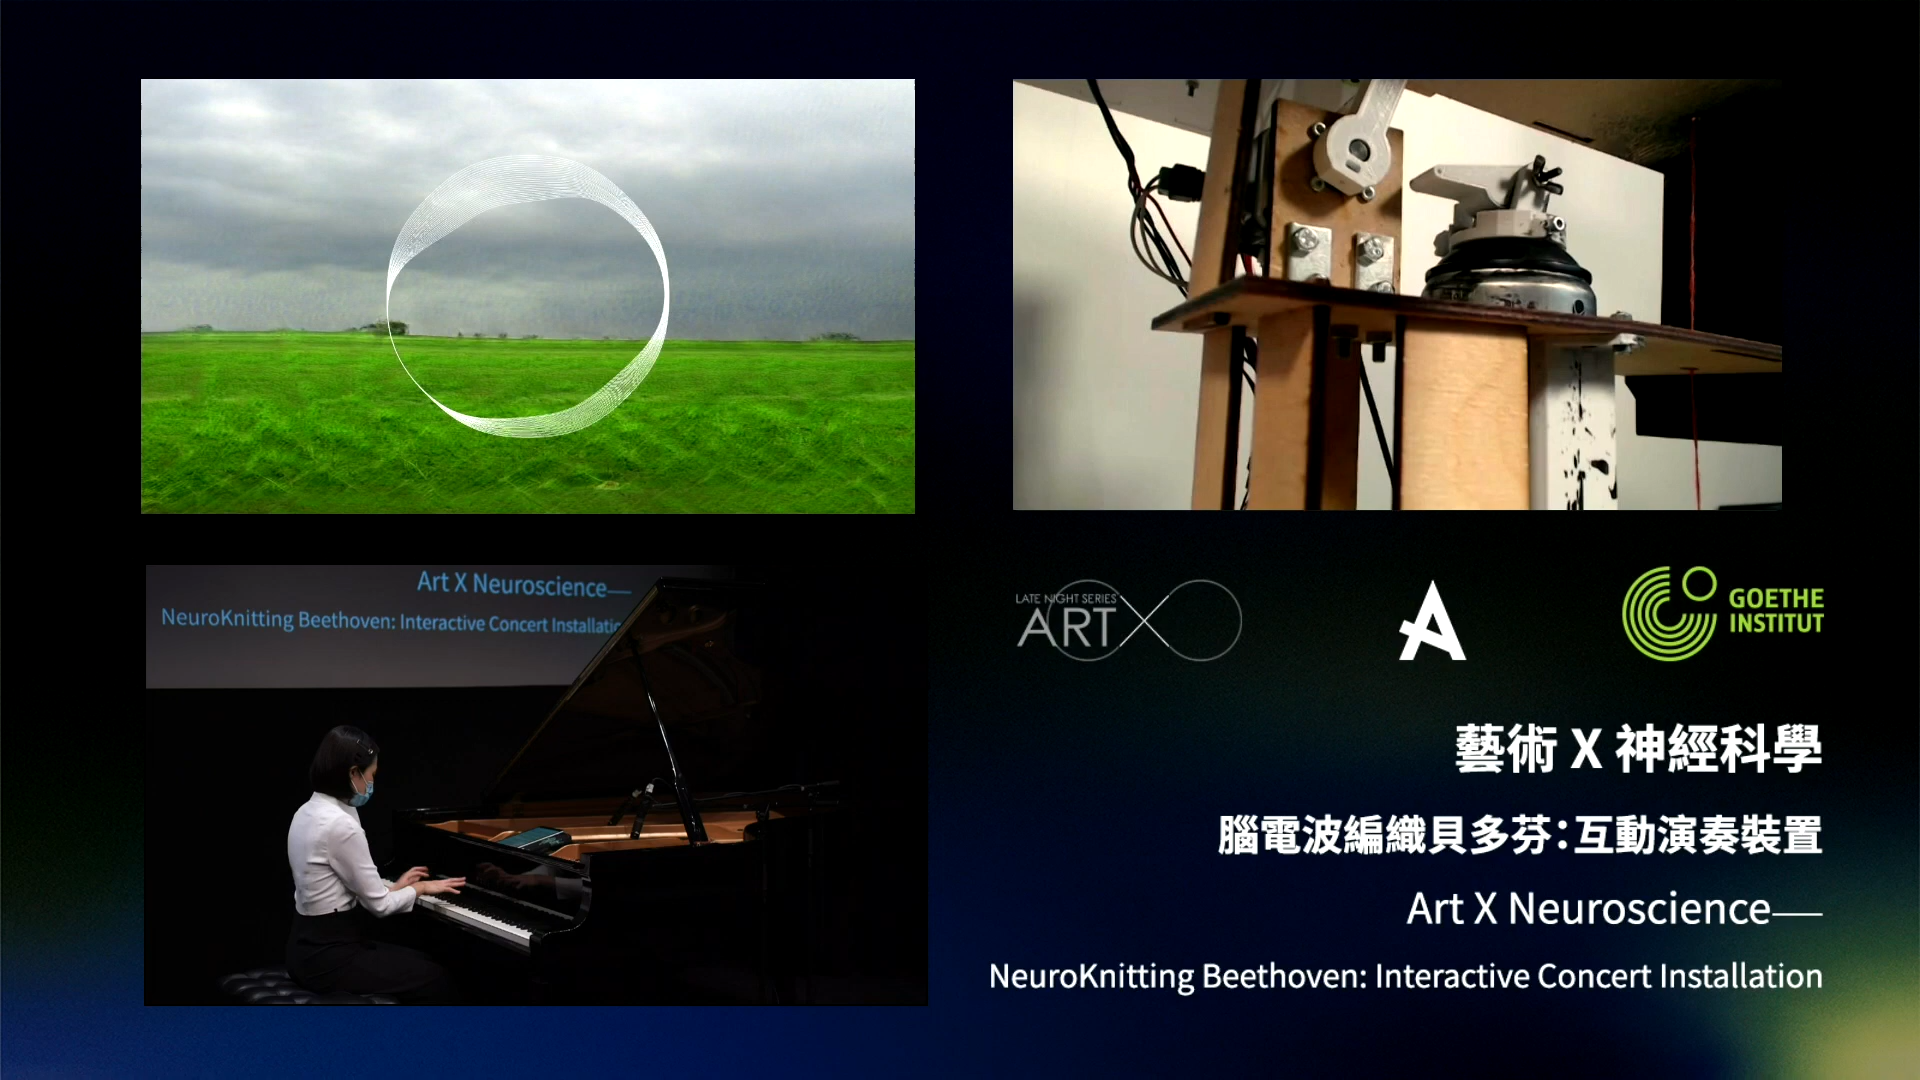 Art X Neuroscience—
NeuroKnitting Beethoven: Interactive Concert Installatio
LATE NIGHT SERIES
ART X
A
GOETHE
INSTITUT
藝術 X 神經科學
腦電波編織貝多芬：互動演奏裝置
Art X Neuroscience—
NeuroKnitting Beethoven: Interactive Concert Installation